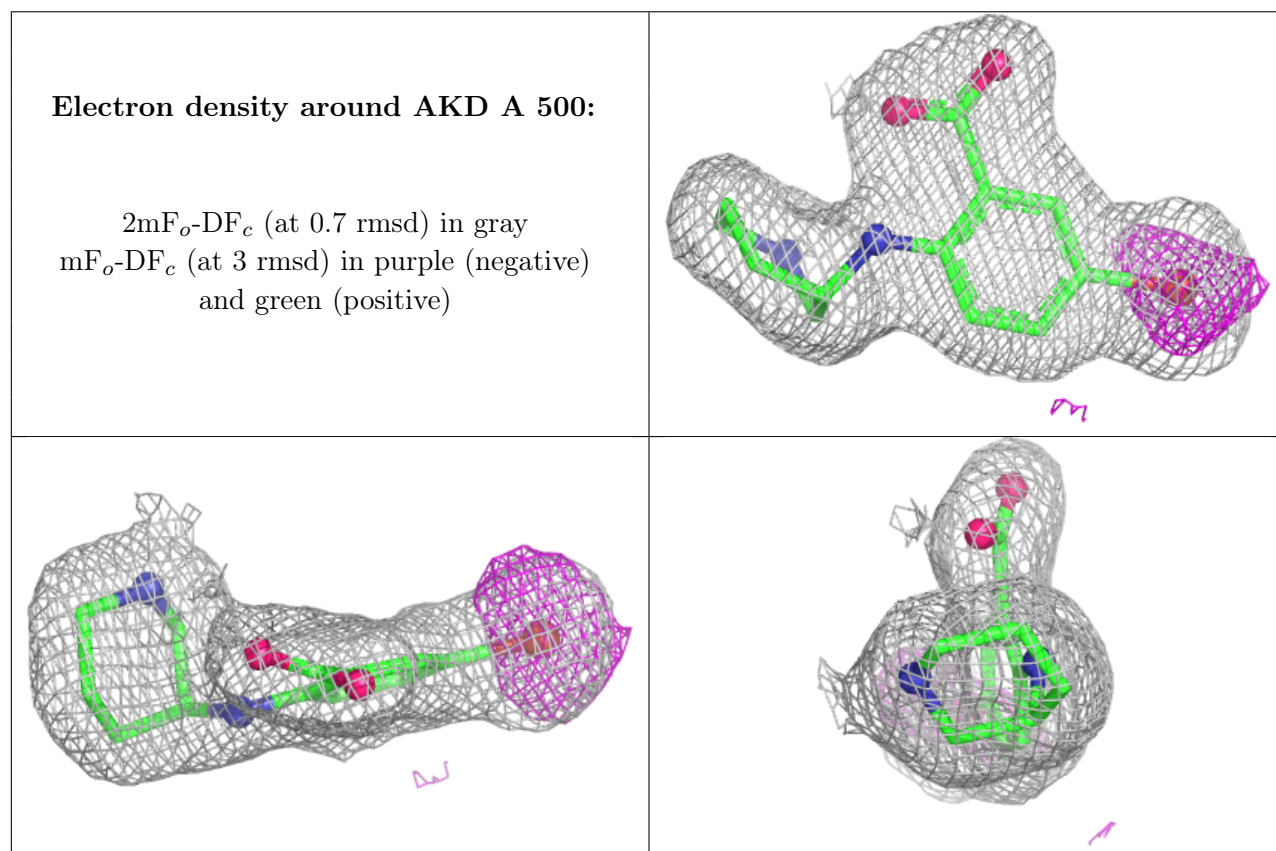 Electron density around AKD A 500:
2mFo-DFc (at 0.7 rmsd) in gray
mFo-DFc (at 3 rmsd) in purple (negative)
and green (positive)